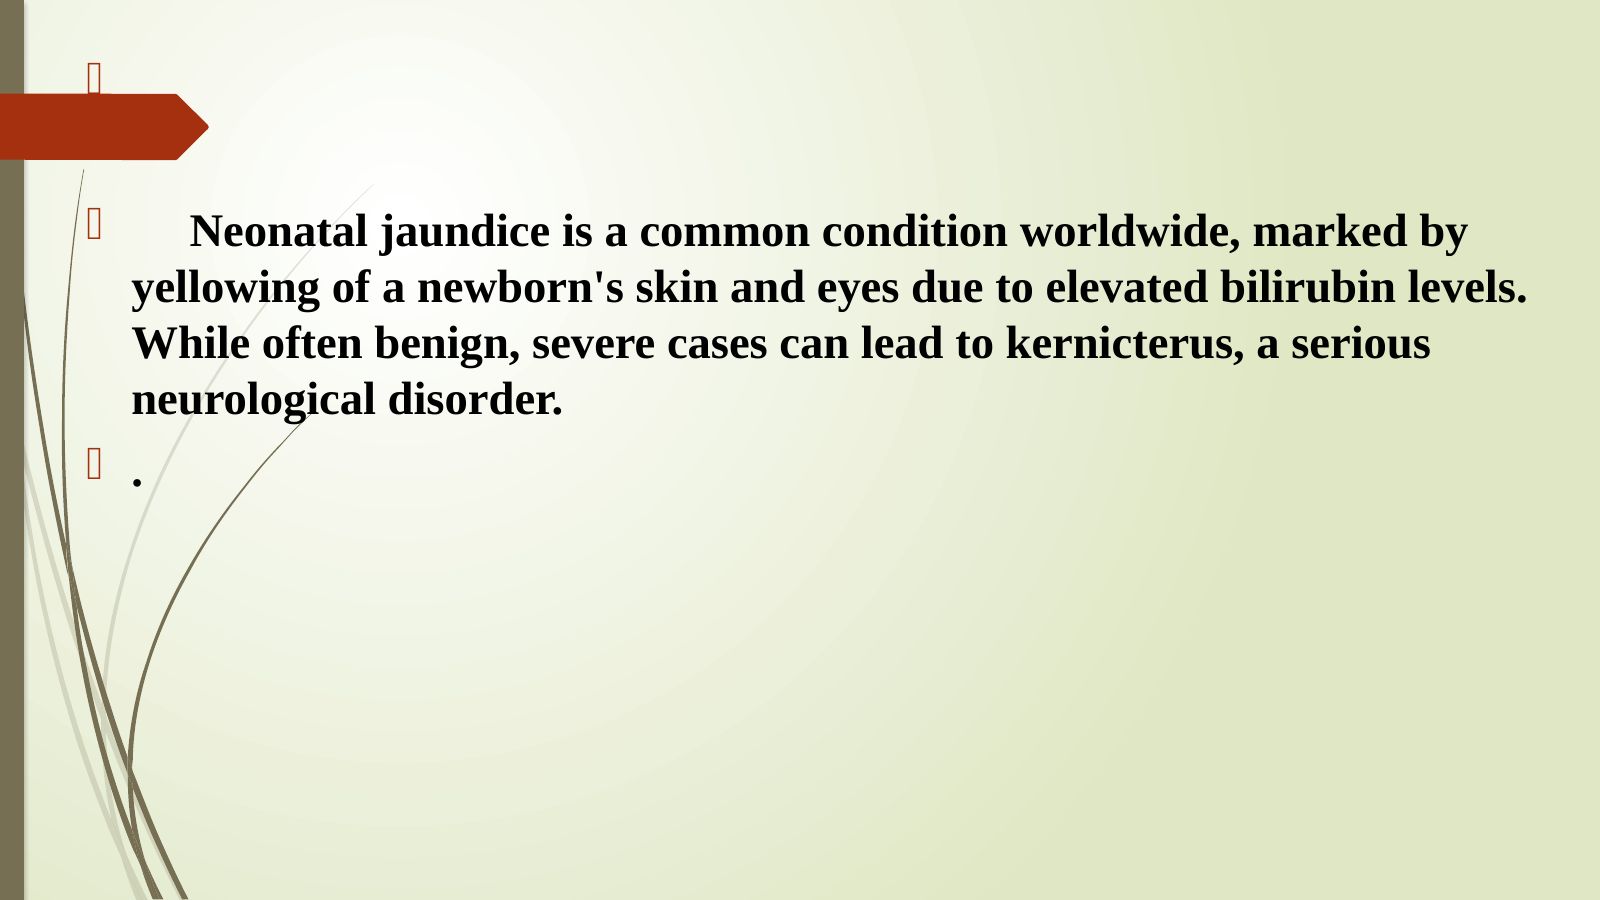 Neonatal jaundice is a common condition worldwide, marked by
yellowing of a newborn's skin and eyes due to elevated bilirubin levels.
While often benign, severe cases can lead to kernicterus, a serious
neurological disorder.
.